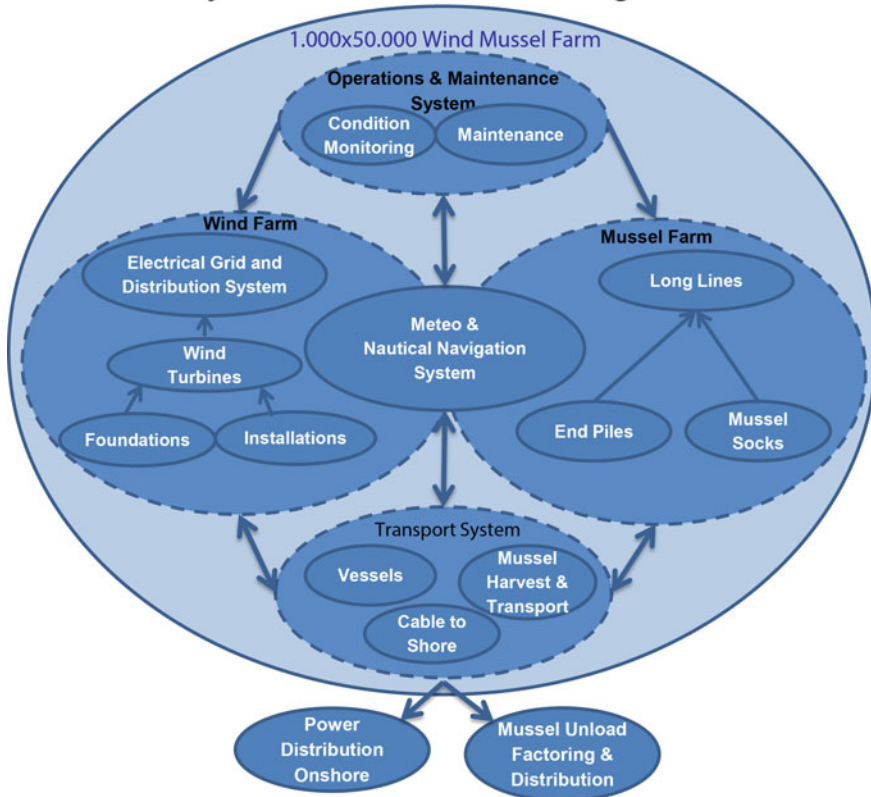 1.000x50.000 Wind Mussel Farm
Operations & Maintenance
System
Condition
Monitoring
Maintenance
Wind Farm
Electrical Grid and
Distribution System
Wind
Turbines
Foundations
Installations
Meteo &
Nautical Navigation
System
Mussel Farm
Long Lines
End Piles
Mussel
Socks
Transport System
Vessels
Mussel
Harvest &
Transport
Cable to
Shore
Power
Distribution
Onshore
Mussel Unload
Factoring &
Distribution